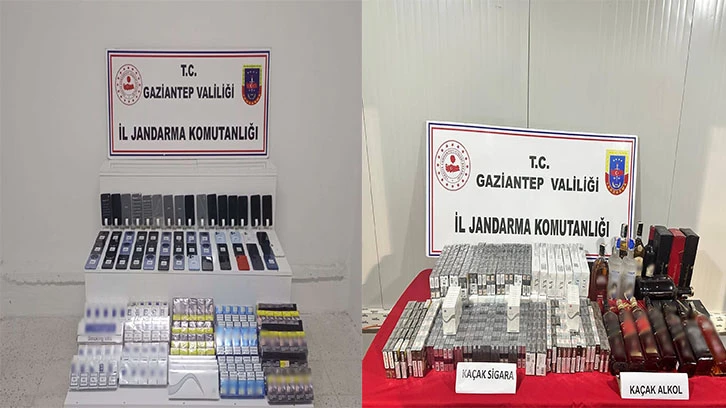 T.C.
GAZİANTEP VALİLİĞİ
İL JANDARMA KOMUTANLIĞI
T.C.
GAZİANTEP VALİLİĞİ
İL JANDARMA KOMUTANLIĞI
KAÇAK SİGARA
KAÇAK ALKOL